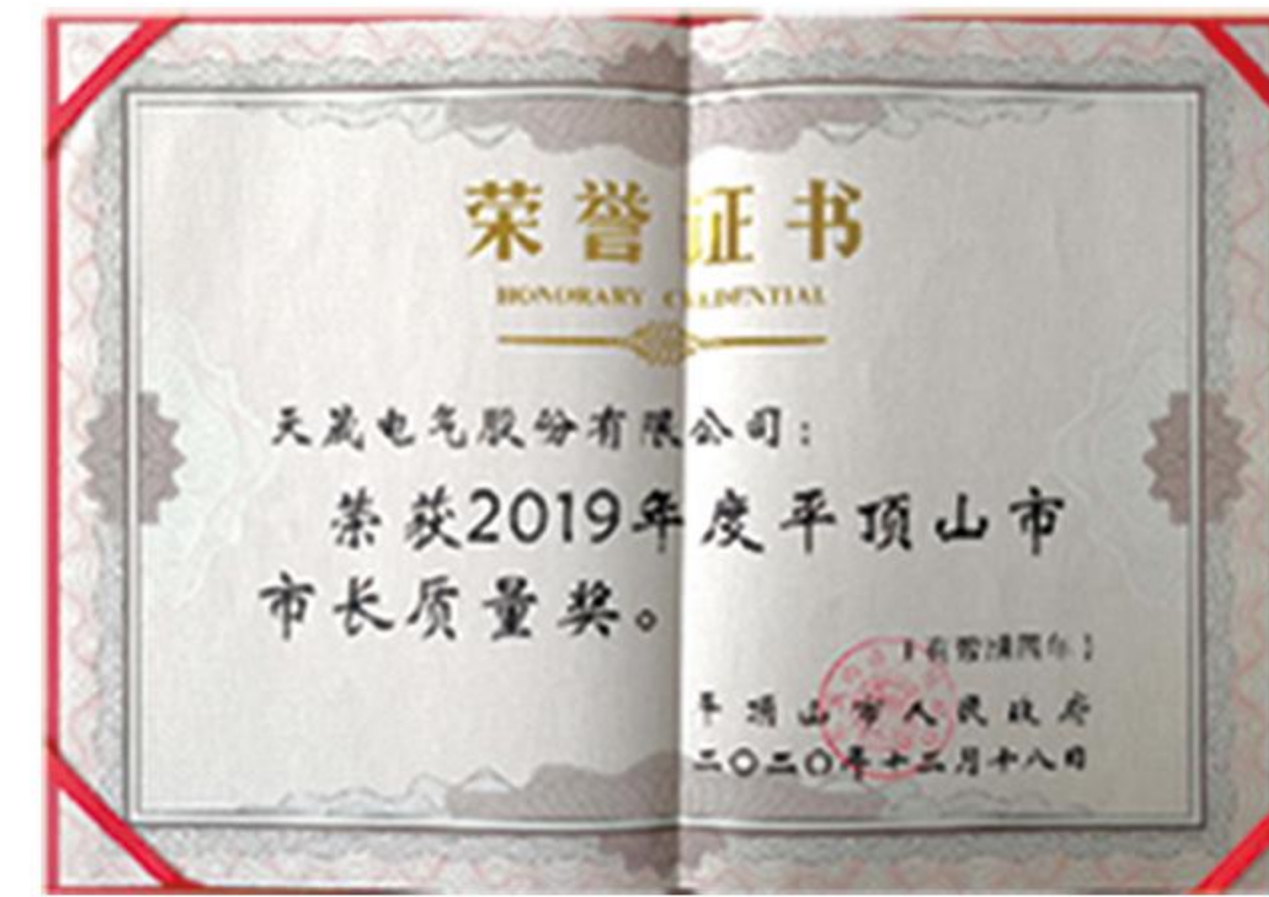 荣誉证书
HONORARY CREDENTIAL
天晟电气股份有限公司:
荣获2019年度平顶山市
市长质量奖。
平顶山市人民政府
二〇二〇年十二月十八日